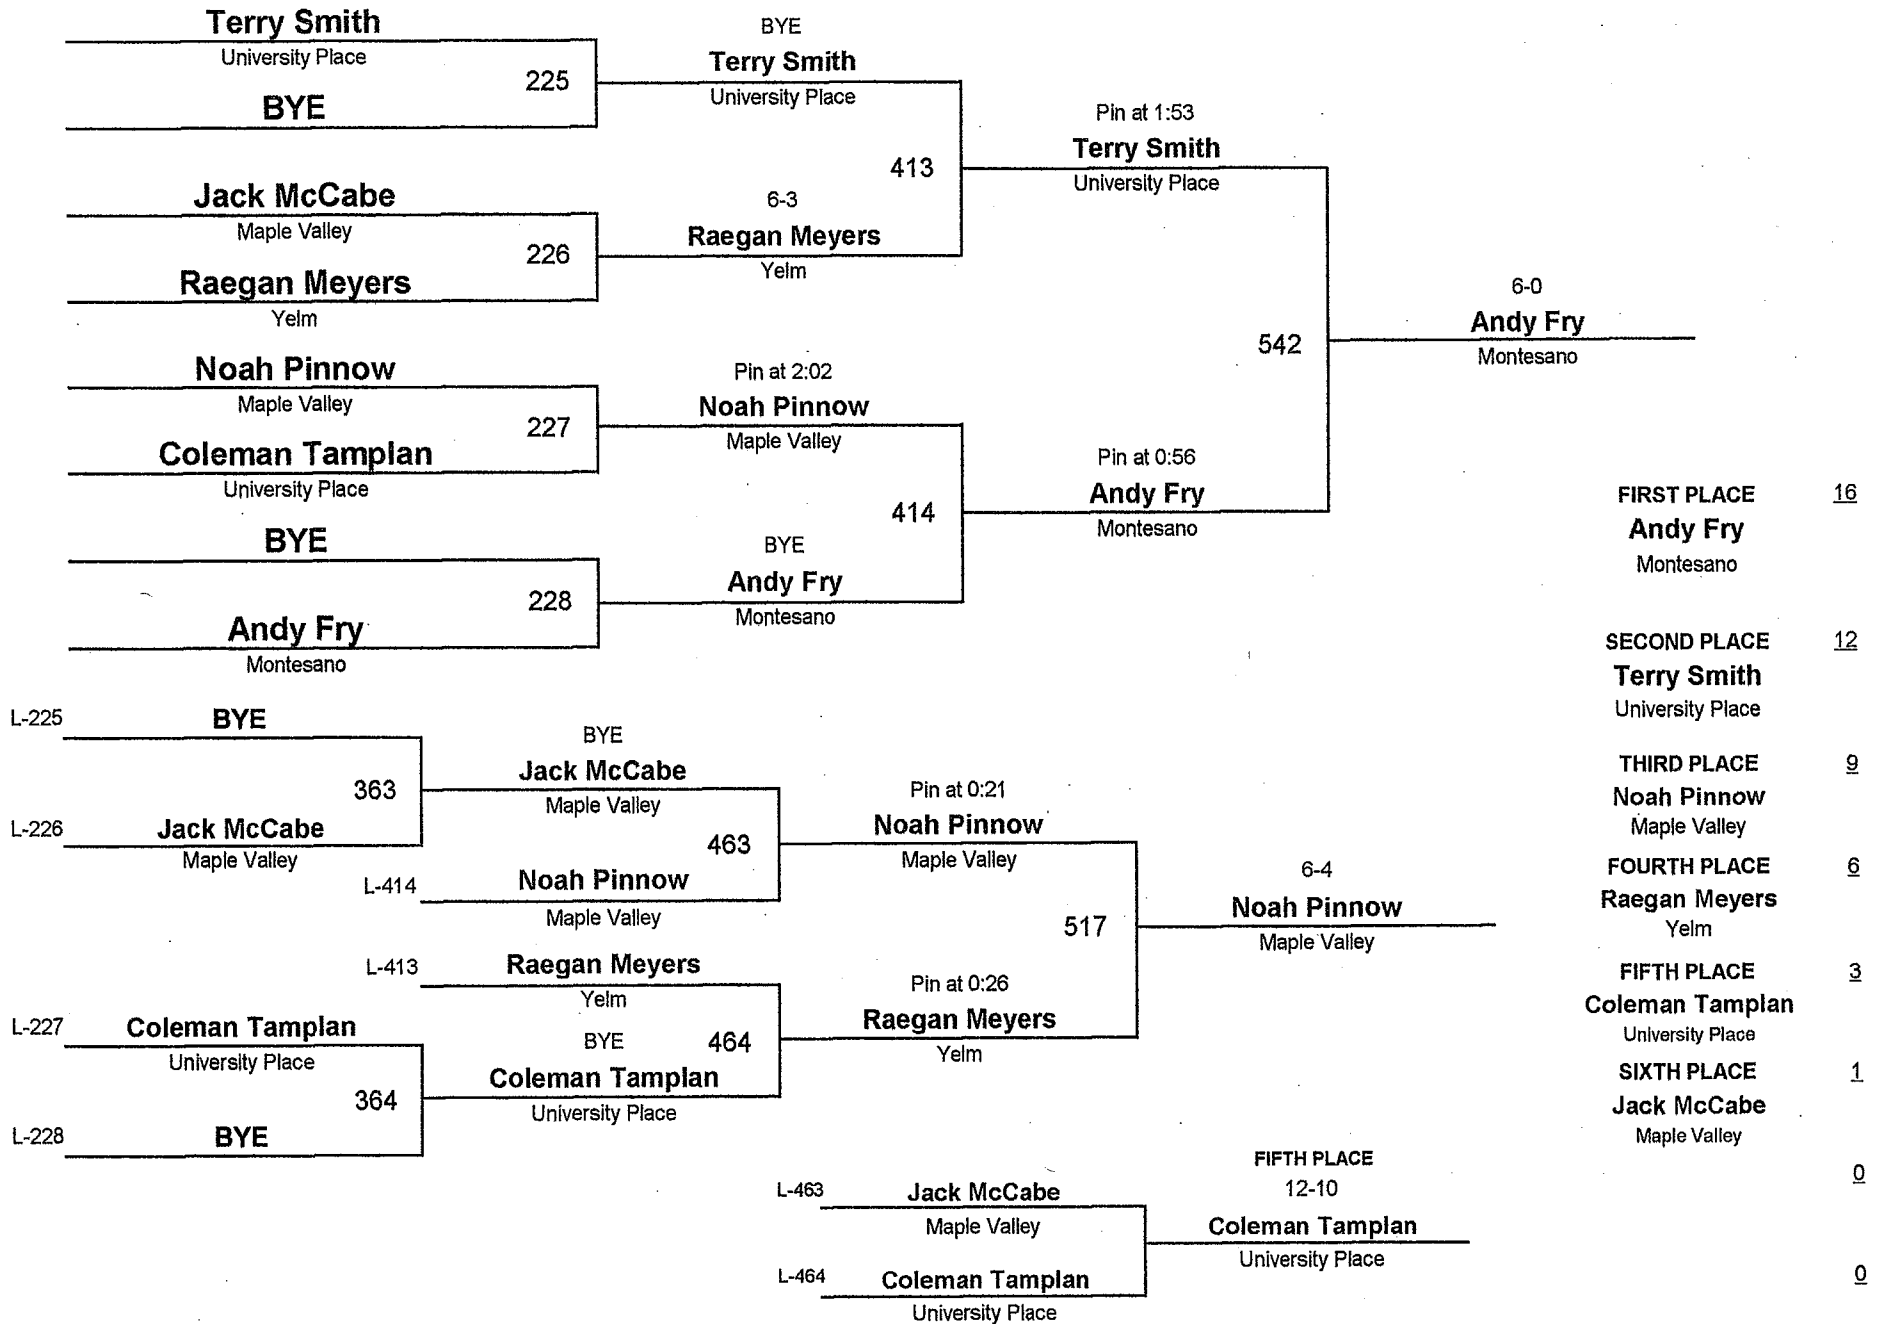 Terry Smith
University Place
225
BYE
BYE
Terry Smith
University Place
Jack McCabe
Maple Valley
226
Raegan Meyers
Yelm
6-3
Raegan Meyers
Yelm
413
Pin at 1:53
Terry Smith
University Place
Noah Pinnow
Maple Valley
227
Coleman Tamplan
University Place
Pin at 2:02
Noah Pinnow
Maple Valley
BYE
228
Andy Fry
Montesano
BYE
Andy Fry
Montesano
414
Pin at 0:56
Andy Fry
Montesano
542
6-0
Andy Fry
Montesano
L-225
BYE
363
L-226
Jack McCabe
Maple Valley
BYE
Jack McCabe
Maple Valley
463
L-414
Noah Pinnow
Maple Valley
Pin at 0:21
Noah Pinnow
Maple Valley
L-413
Raegan Meyers
Yelm
L-227
Coleman Tamplan
University Place
364
L-228
BYE
BYE
464
Coleman Tamplan
University Place
Pin at 0:26
Raegan Meyers
Yelm
517
6-4
Noah Pinnow
Maple Valley
L-463
Jack McCabe
Maple Valley
L-464
Coleman Tamplan
University Place
FIFTH PLACE
12-10
Coleman Tamplan
University Place
FIRST PLACE 16
Andy Fry
Montesano
SECOND PLACE 12
Terry Smith
University Place
THIRD PLACE 9
Noah Pinnow
Maple Valley
FOURTH PLACE 6
Raegan Meyers
Yelm
FIFTH PLACE 3
Coleman Tamplan
University Place
SIXTH PLACE 1
Jack McCabe
Maple Valley
0
0